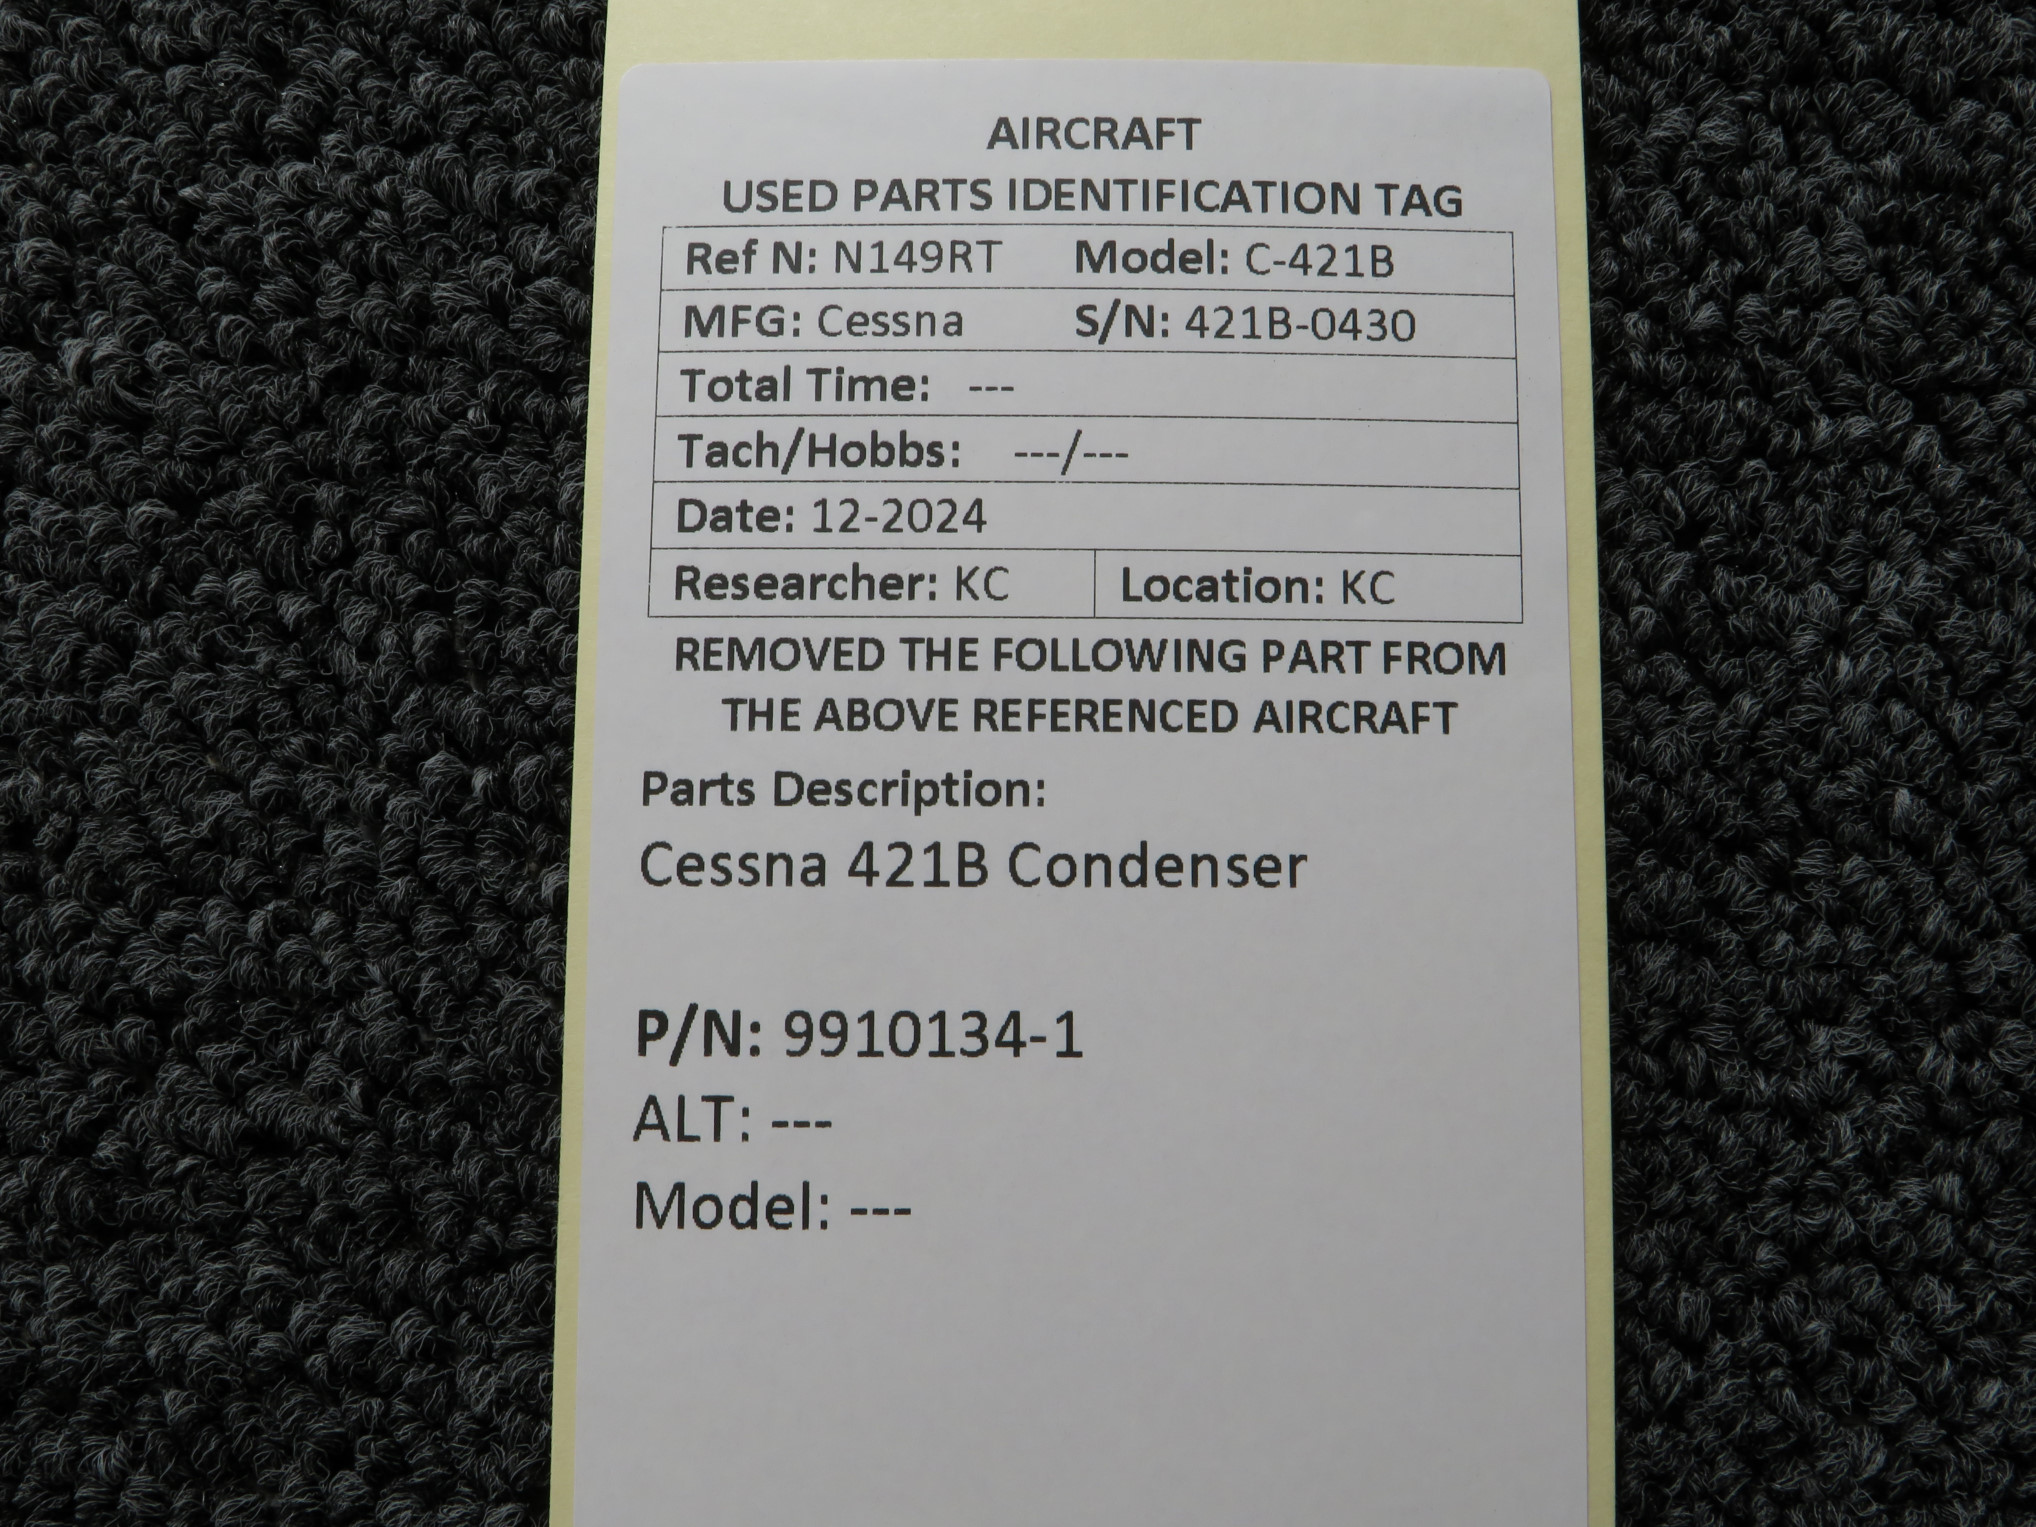 AIRCRAFT
USED PARTS IDENTIFICATION TAG
Ref N: N149RT Model: C-421B
MFG: Cessna S/N: 421B-0430
Total Time: ---
Tach/Hobbs: ---/---
Date: 12-2024
Researcher: KC Location: KC
REMOVED THE FOLLOWING PART FROM
THE ABOVE REFERENCED AIRCRAFT
Parts Description:
Cessna 421B Condenser
P/N: 9910134-1
ALT: ---
Model: ---